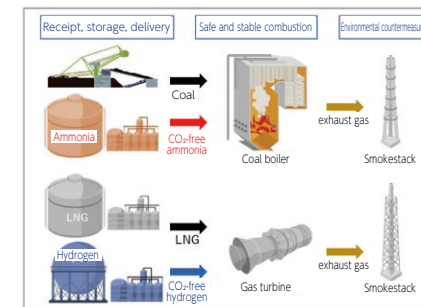 Receipt, storage, delivery
Safe and stable combustion
Environmental countermeasur
Coal
Ammonia
CO₂-free
ammonia
Coal boiler
exhaust gas
Smokestack
LNG
LNG
Hydrogen
CO₂-free
hydrogen
Gas turbine
exhaust gas
Smokestack